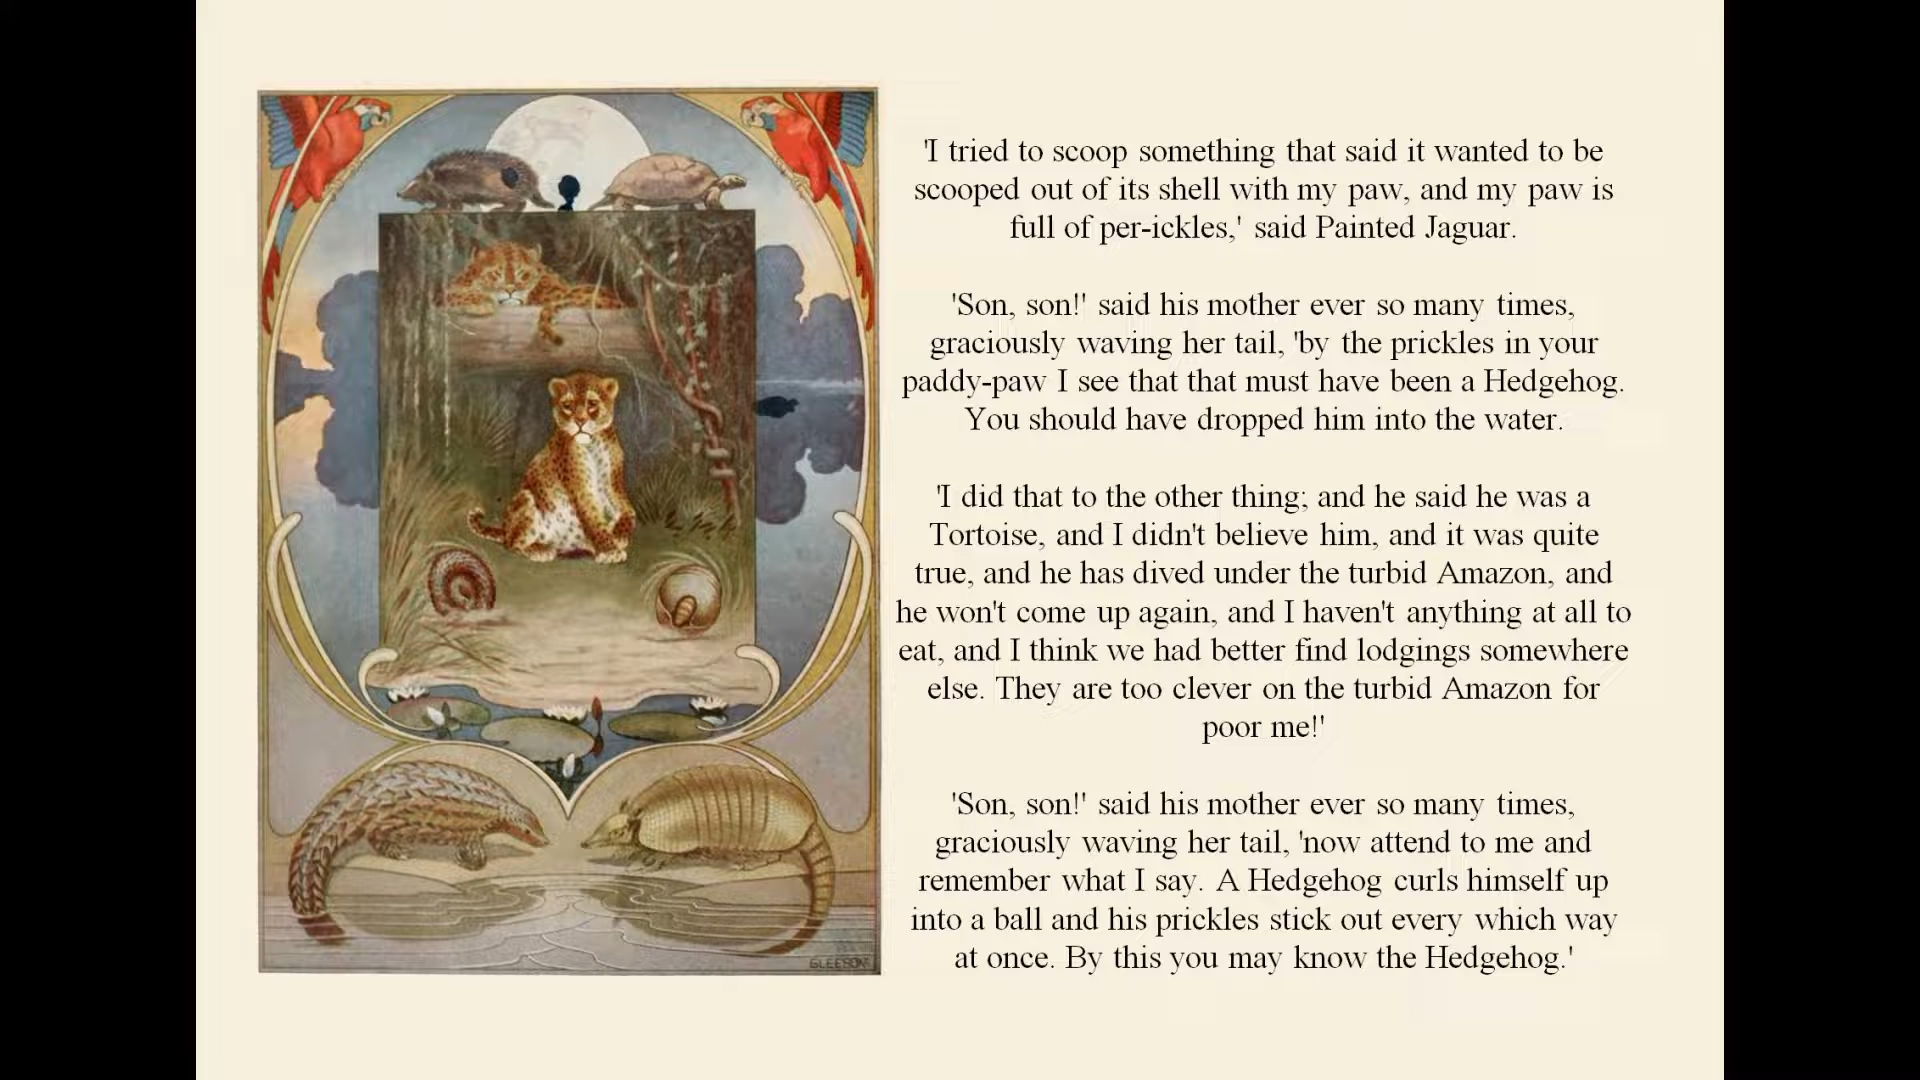 'I tried to scoop something that said it wanted to be
scooped out of its shell with my paw, and my paw is
full of per-ickles,' said Painted Jaguar.
'Son, son!' said his mother ever so many times,
graciously waving her tail, 'by the prickles in your
paddy-paw I see that that must have been a Hedgehog.
You should have dropped him into the water.
'I did that to the other thing; and he said he was a
Tortoise, and I didn't believe him, and it was quite
true, and he has dived under the turbid Amazon, and
he won't come up again, and I haven't anything at all to
eat, and I think we had better find lodgings somewhere
else. They are too clever on the turbid Amazon for
poor me!'
'Son, son!' said his mother ever so many times,
graciously waving her tail, 'now attend to me and
remember what I say. A Hedgehog curls himself up
into a ball and his prickles stick out every which way
at once. By this you may know the Hedgehog.'
GLEESON